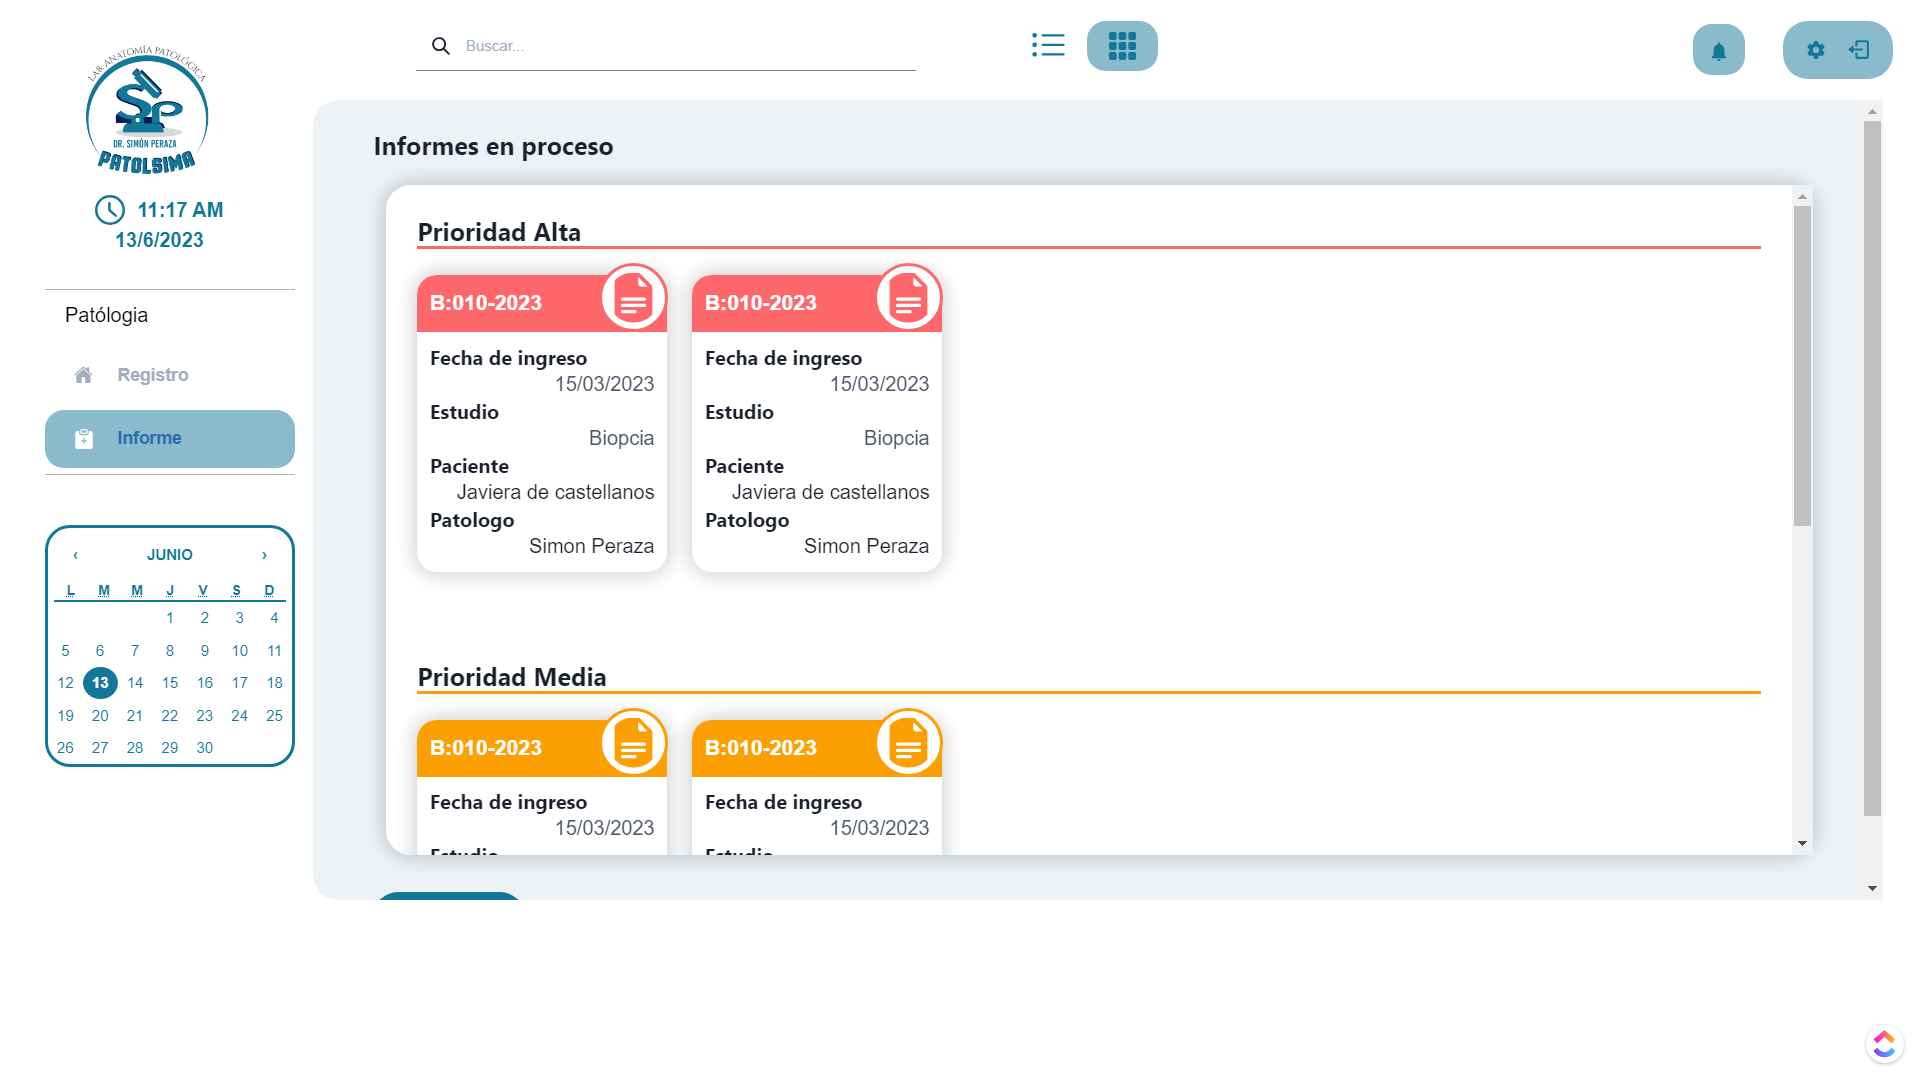 LAB. ANATOMÍA PATOLÓGICA
SP
DR. SIMÓN PERAZA
PATOLSIMA
11:17 AM
13/6/2023
Patólogia
Registro
Informe
‹ JUNIO ›
L M M J V S D
1 2 3 4
5 6 7 8 9 10 11
12 13 14 15 16 17 18
19 20 21 22 23 24 25
26 27 28 29 30
Buscar...
Informes en proceso
Prioridad Alta
B:010-2023 B:010-2023
Fecha de ingreso Fecha de ingreso
15/03/2023 15/03/2023
Estudio Estudio
Biopcia Biopcia
Paciente Paciente
Javiera de castellanos Javiera de castellanos
Patologo Patologo
Simon Peraza Simon Peraza
Prioridad Media
B:010-2023 B:010-2023
Fecha de ingreso Fecha de ingreso
15/03/2023 15/03/2023
Estudio Estudio